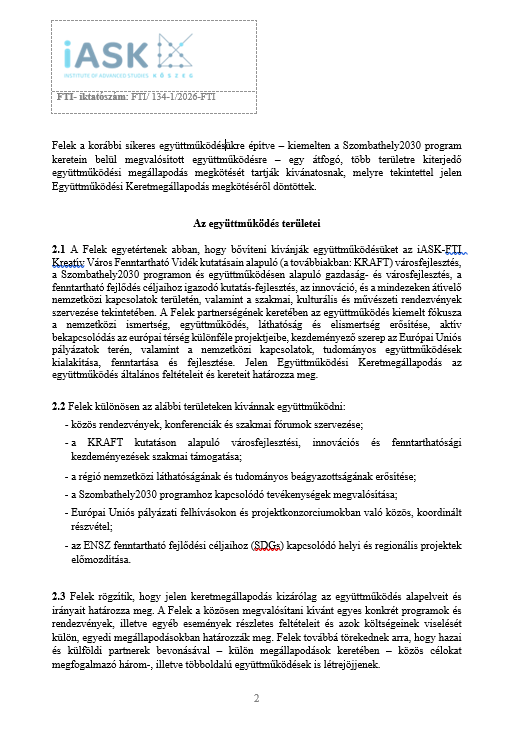 iASK
INSTITUTE OF ADVANCED STUDIES KŐSZEG
FTI- iktatószám: FTI/ 134-1/2026-FTI
Felek a korábbi sikeres együttműködésükre építve – kiemelten a Szombathely2030 program
keretein belül megvalósított együttműködésre – egy átfogó, több területre kiterjedő
együttműködési megállapodás megkötését tartják kívánatosnak, melyre tekintettel jelen
Együttműködési Keretmegállapodás megkötéséről döntöttek.
Az együttműködés területei
2.1 A Felek egyetértenek abban, hogy bővíteni kívánják együttműködésüket az iASK-FTI
Kreatív Város Fenntartható Vidék kutatásain alapuló (a továbbiakban: KRAFT) városfejlesztés,
a Szombathely2030 programon és együttműködésen alapuló gazdaság- és városfejlesztés, a
fenntartható fejlődés céljaihoz igazodó kutatás-fejlesztés, az innováció, és a mindezeken átívelő
nemzetközi kapcsolatok területén, valamint a szakmai, kulturális és művészeti rendezvények
szervezése tekintetében. A Felek partnerségének keretében az együttműködés kiemelt fókusza
a nemzetközi ismertség, együttműködés, láthatóság és elismertség erősítése, aktív
bekapcsolódás az európai térség különféle projektjeibe, kezdeményező szerep az Európai Uniós
pályázatok terén, valamint a nemzetközi kapcsolatok, tudományos együttműködések
kialakítása, fenntartása és fejlesztése. Jelen Együttműködési Keretmegállapodás az
együttműködés általános feltételeit és kereteit határozza meg.
2.2 Felek különösen az alábbi területeken kívánnak együttműködni:
- közös rendezvények, konferenciák és szakmai fórumok szervezése;
- a KRAFT kutatáson alapuló városfejlesztési, innovációs és fenntarthatósági
kezdeményezések szakmai támogatása;
- a régió nemzetközi láthatóságának és tudományos beágyazottságának erősítése;
- a Szombathely2030 programhoz kapcsolódó tevékenységek megvalósítása;
- Európai Uniós pályázati felhívásokon és projektkonzorciumokban való közös, koordinált
részvétel;
- az ENSZ fenntartható fejlődési céljaihoz (SDGs) kapcsolódó helyi és regionális projektek
előmozdítása.
2.3 Felek rögzítik, hogy jelen keretmegállapodás kizárólag az együttműködés alapelveit és
irányait határozza meg. A Felek a közösen megvalósítani kívánt egyes konkrét programok és
rendezvények, illetve egyéb események részletes feltételeit és azok költségeinek viselését
külön, egyedi megállapodásokban határozzák meg. Felek továbbá törekednek arra, hogy hazai
és külföldi partnerek bevonásával – külön megállapodások keretében – közös célokat
megfogalmazó három-, illetve többoldalú együttműködések is létrejöjjenek.
2